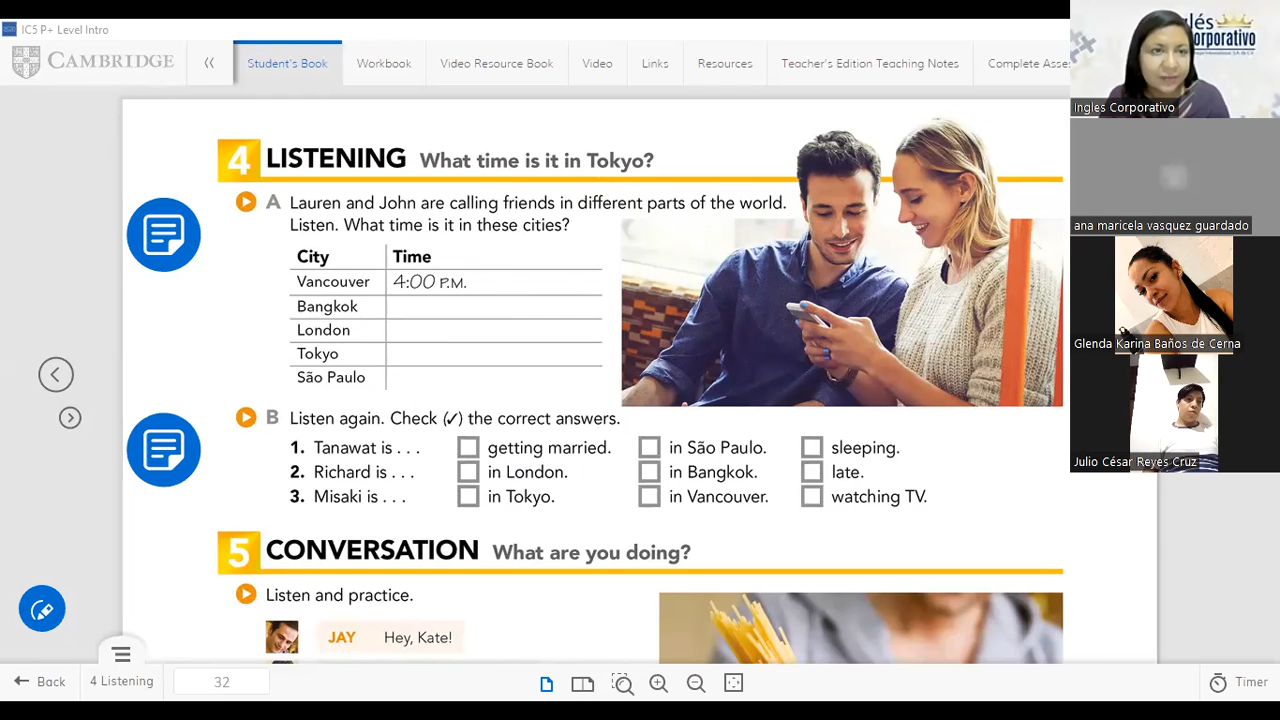 IC5 P+ Level Intro
CAMBRIDGE
Student's Book
Workbook
Video Resource Book
Video
Links
Resources
Teacher's Edition Teaching Notes
Complete Asse
Inglés Corporativo
Ingles Corporativo
ana maricela vasquez guardado
Glenda Karina Baños de Cerna
Julio César Reyes Cruz
4 LISTENING What time is it in Tokyo?
A Lauren and John are calling friends in different parts of the world.
Listen. What time is it in these cities?
City Time
Vancouver 4:00 P.M.
Bangkok
London
Tokyo
São Paulo
B Listen again. Check (✓) the correct answers.
1. Tanawat is . . . getting married. in São Paulo. sleeping.
2. Richard is . . . in London. in Bangkok. late.
3. Misaki is . . . in Tokyo. in Vancouver. watching TV.
5 CONVERSATION What are you doing?
Listen and practice.
JAY Hey, Kate!
Back
4 Listening
32
Timer